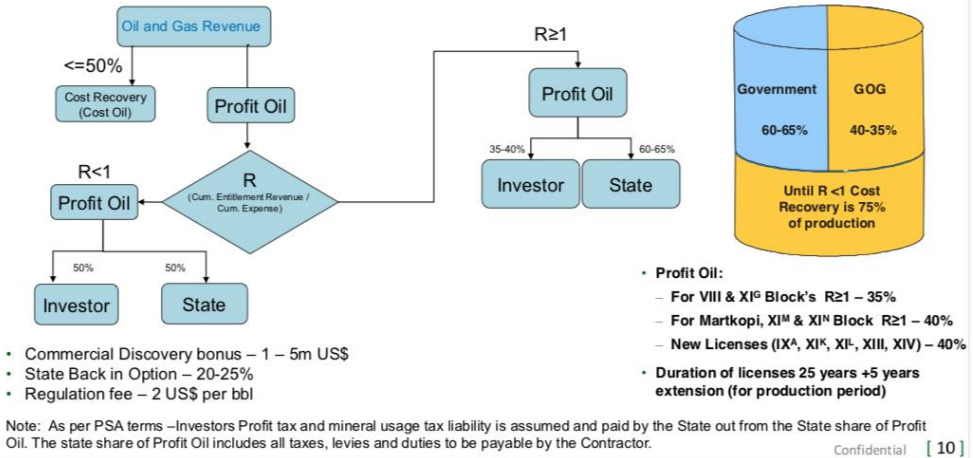 Oil and Gas Revenue
<=50%
Cost Recovery
(Cost Oil)
Profit Oil
R≥1
Profit Oil
35-40%
60-65%
Investor
State
R
(Cum. Entitlement Revenue /
Cum. Expense)
R<1
Profit Oil
50%
50%
Investor
State
Government
GOG
60-65%
40-35%
Until R <1 Cost
Recovery is 75%
of production
• Commercial Discovery bonus – 1 – 5m US$
• State Back in Option – 20-25%
• Regulation fee – 2 US$ per bbl
• Profit Oil:
– For VIII & XIᴳ Block's R≥1 – 35%
– For Martkopi, XIᴹ & XIᴺ Block R≥1 – 40%
– New Licenses (IXᴬ, XIᴷ, XIᴸ, XIII, XIV) – 40%
• Duration of licenses 25 years +5 years
extension (for production period)
Note: As per PSA terms –Investors Profit tax and mineral usage tax liability is assumed and paid by the State out from the State share of Profit
Oil. The state share of Profit Oil includes all taxes, levies and duties to be payable by the Contractor.
Confidential [ 10 ]